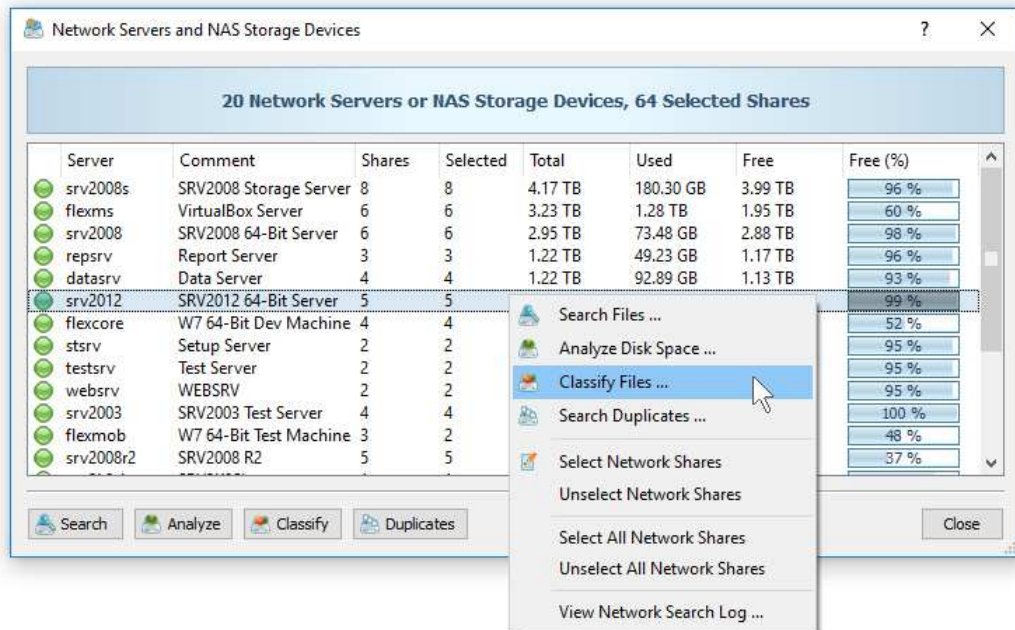 Network Servers and NAS Storage Devices ? ×
20 Network Servers or NAS Storage Devices, 64 Selected Shares
Server Comment Shares Selected Total Used Free Free (%)
srv2008s SRV2008 Storage Server 8 8 4.17 TB 180.30 GB 3.99 TB 96 %
flexms VirtualBox Server 6 6 3.23 TB 1.28 TB 1.95 TB 60 %
srv2008 SRV2008 64-Bit Server 6 6 2.95 TB 73.48 GB 2.88 TB 98 %
repsrv Report Server 3 3 1.22 TB 49.23 GB 1.17 TB 96 %
datasrv Data Server 4 4 1.22 TB 92.89 GB 1.13 TB 93 %
srv2012 SRV2012 64-Bit Server 5 5 99 %
flexcore W7 64-Bit Dev Machine 4 4 52 %
stsrv Setup Server 2 2 95 %
testsrv Test Server 2 2 95 %
websrv WEBSRV 2 2 95 %
srv2003 SRV2003 Test Server 4 4 100 %
flexmob W7 64-Bit Test Machine 3 2 48 %
srv2008r2 SRV2008 R2 5 5 37 %
Search Files ...
Analyze Disk Space ...
Classify Files ...
Search Duplicates ...
Select Network Shares
Unselect Network Shares
Select All Network Shares
Unselect All Network Shares
View Network Search Log ...
Search Analyze Classify Duplicates Close